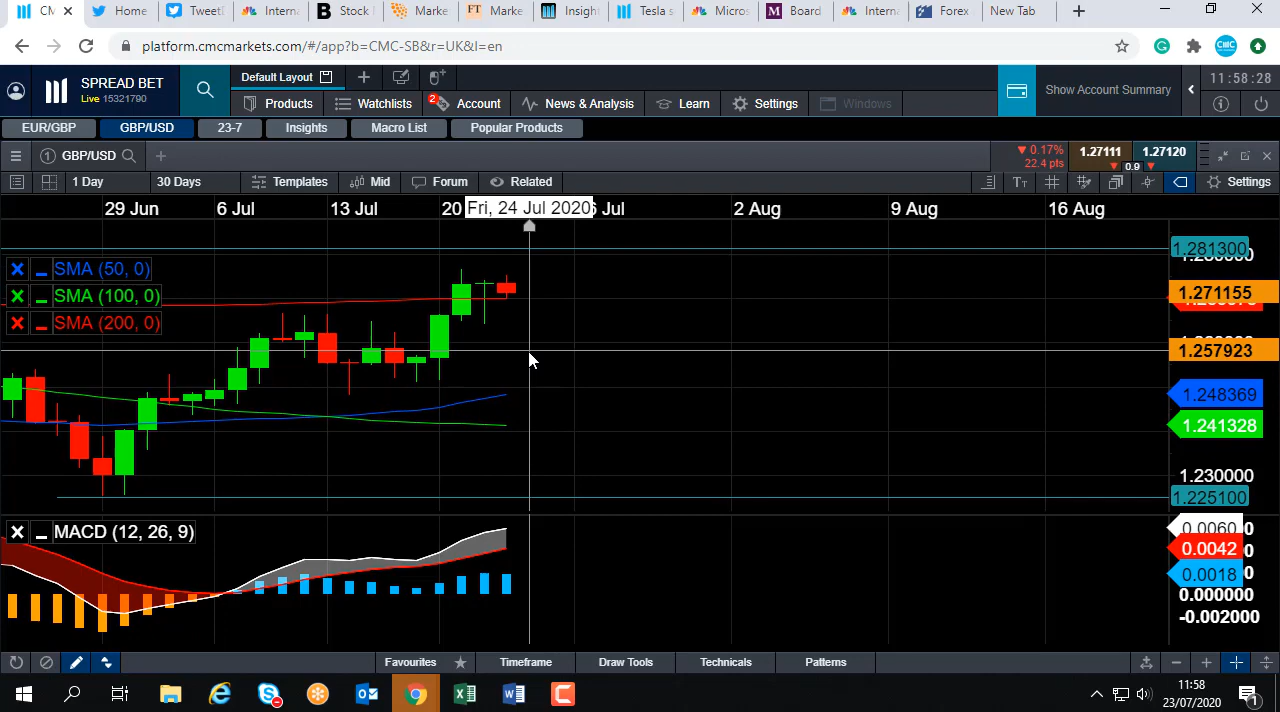 CM
Home
TweetD
Interna
Stock
Marke
Marke
Insigh
Tesla s
Micros
Board
Interna
Forex
New Tab
platform.cmcmarkets.com/#/app?b=CMC-SB&r=UK&l=en
SPREAD BET
Live 15321790
Default Layout
Show Account Summary
11:58:28
Products
Watchlists
2
Account
News & Analysis
Learn
Settings
Windows
EUR/GBP
GBP/USD
23-7
Insights
Macro List
Popular Products
1 GBP/USD
0.17%
22.4 pts
1.27111
0.9
1.27120
1 Day
30 Days
Templates
Mid
Forum
Related
Settings
29 Jun
6 Jul
13 Jul
20
Fri, 24 Jul 2020
Jul
2 Aug
9 Aug
16 Aug
1.281300
SMA (50, 0)
SMA (100, 0)
SMA (200, 0)
1.271155
1.257923
1.248369
1.241328
1.230000
1.225100
MACD (12, 26, 9)
0.0060
0.0042
0.0018
0.000000
-0.002000
Favourites
Timeframe
Draw Tools
Technicals
Patterns
11:58
23/07/2020
1